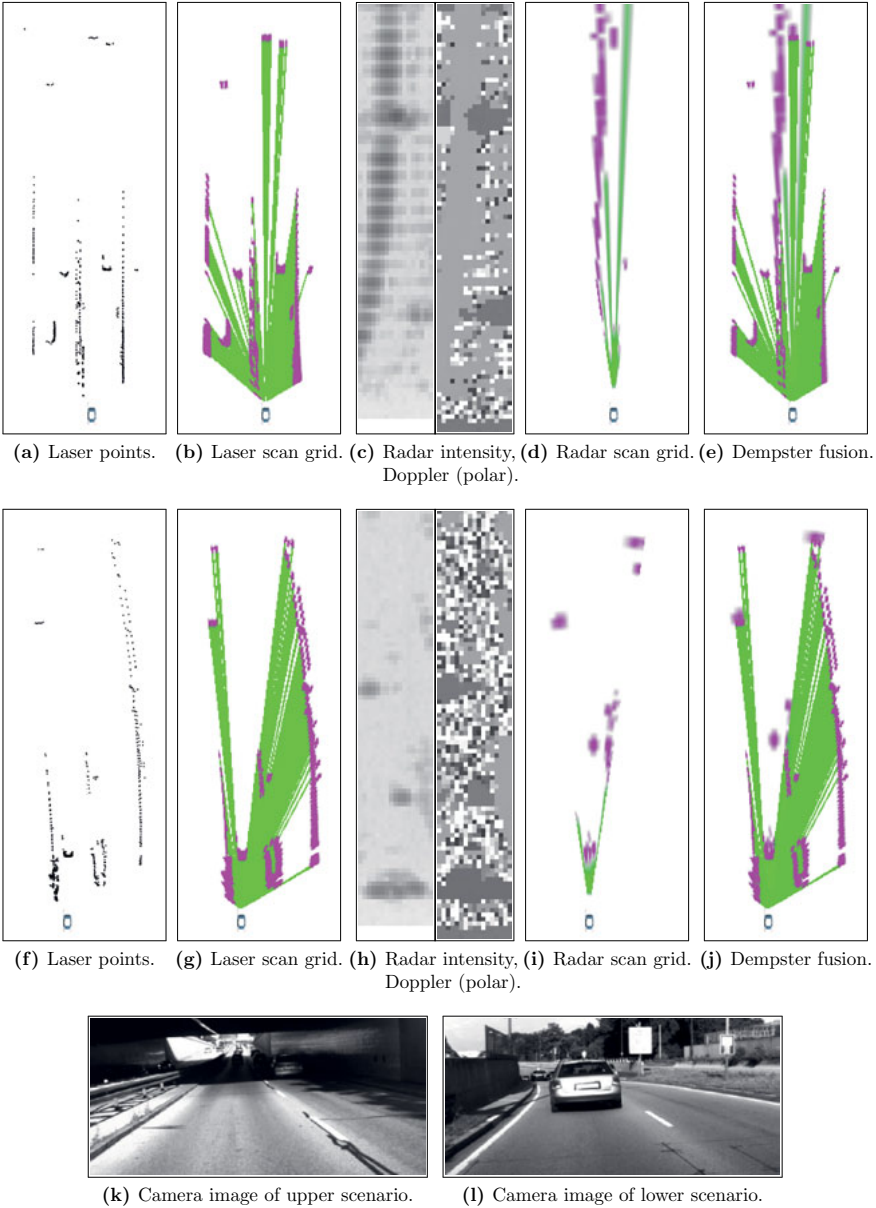 (a) Laser points. (b) Laser scan grid. (c) Radar intensity, (d) Radar scan grid. (e) Dempster fusion.
Doppler (polar).
(f) Laser points. (g) Laser scan grid. (h) Radar intensity, (i) Radar scan grid. (j) Dempster fusion.
Doppler (polar).
(k) Camera image of upper scenario. (l) Camera image of lower scenario.